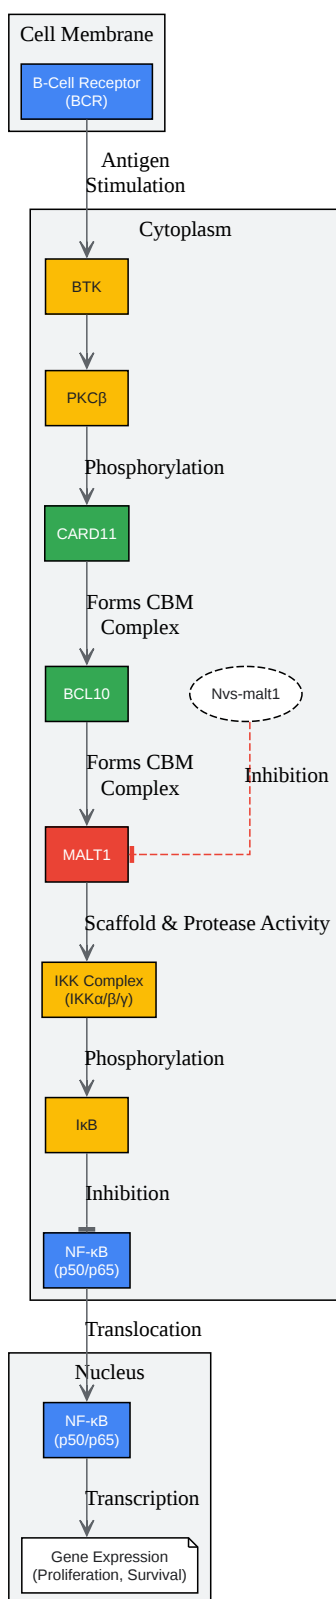 Cell Membrane
B-Cell Receptor
(BCR)
Antigen
Stimulation
Cytoplasm
BTK
PKCβ
Phosphorylation
CARD11
Forms CBM
Complex
BCL10
Nvs-malt1
Forms CBM
Complex
Inhibition
MALT1
Scaffold & Protease Activity
IKK Complex
(IKKα/β/γ)
Phosphorylation
IκB
Inhibition
NF-κB
(p50/p65)
Translocation
Nucleus
NF-κB
(p50/p65)
Transcription
Gene Expression
(Proliferation, Survival)